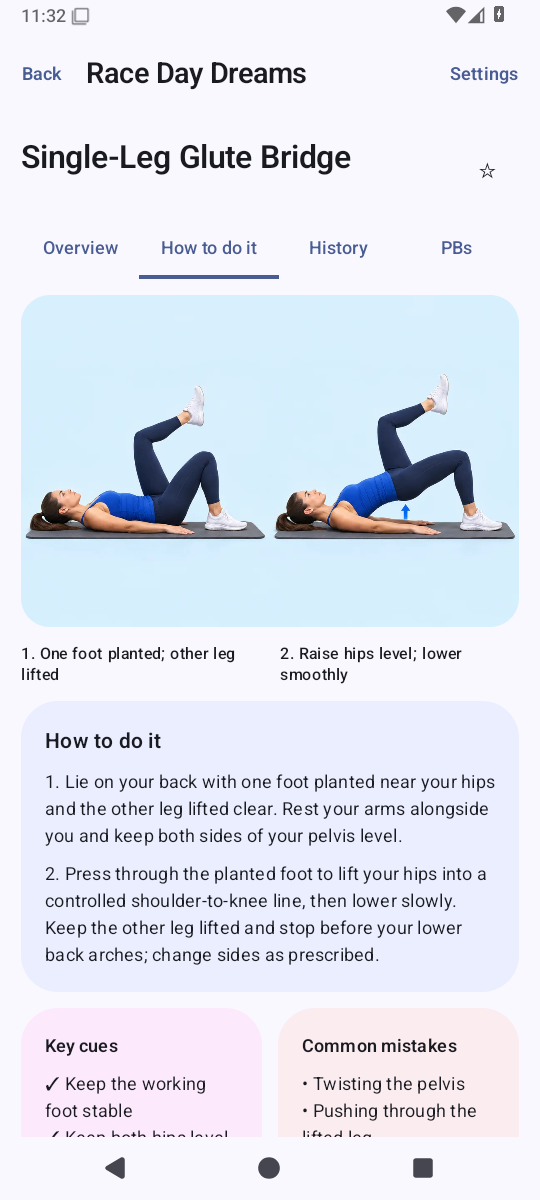 11:32
Back Race Day Dreams Settings
Single-Leg Glute Bridge
☆
Overview How to do it History PBs
1. One foot planted; other leg
lifted
2. Raise hips level; lower
smoothly
How to do it
1. Lie on your back with one foot planted near your hips
and the other leg lifted clear. Rest your arms alongside
you and keep both sides of your pelvis level.
2. Press through the planted foot to lift your hips into a
controlled shoulder-to-knee line, then lower slowly.
Keep the other leg lifted and stop before your lower
back arches; change sides as prescribed.
Key cues
✓ Keep the working
foot stable
✓ Keep both hips level
Common mistakes
• Twisting the pelvis
• Pushing through the
lifted leg